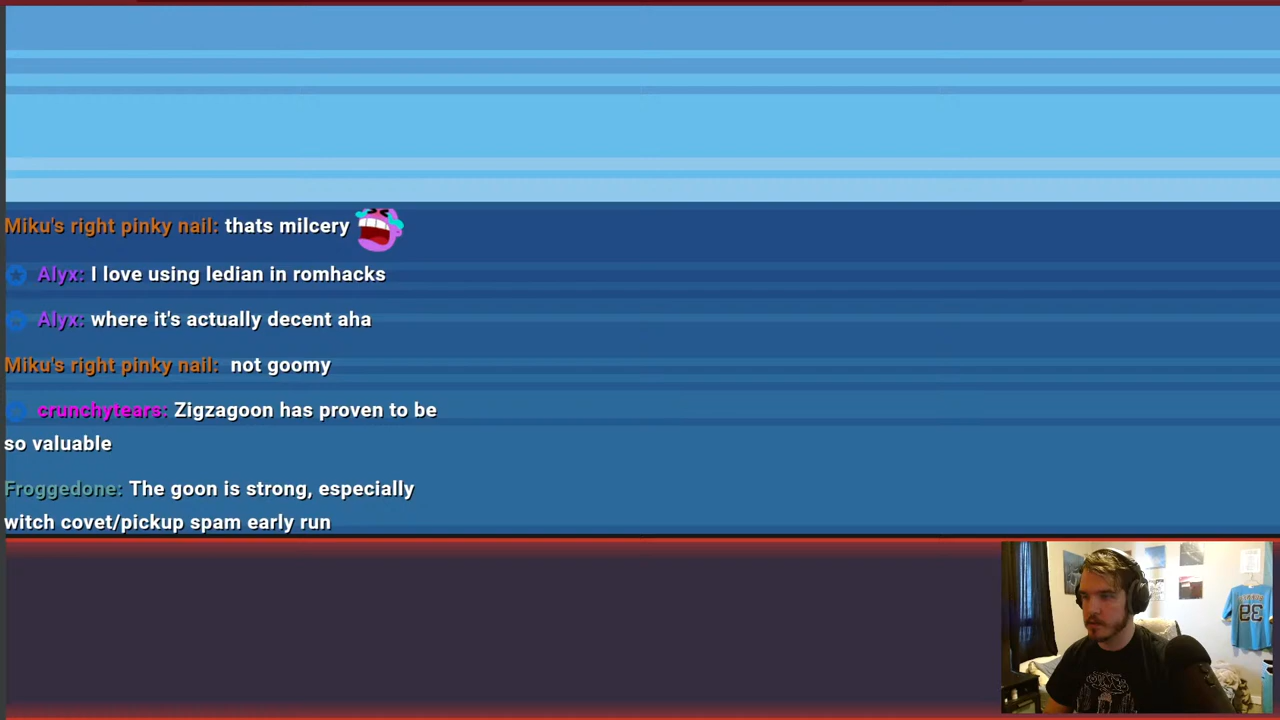 Miku's right pinky nail: thats milcery
Alyx: I love using ledian in romhacks
Alyx: where it's actually decent aha
Miku's right pinky nail: not goomy
crunchytears: Zigzagoon has proven to be
so valuable
Froggedone: The goon is strong, especially
witch covet/pickup spam early run